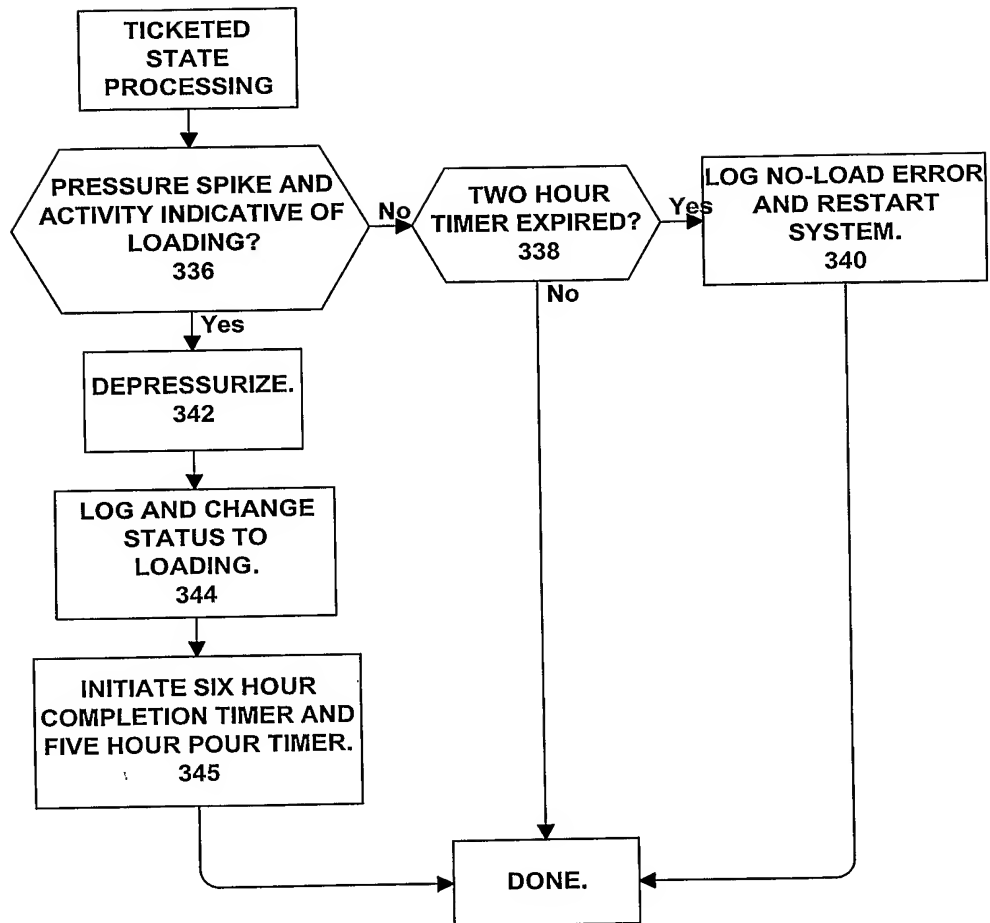 TICKETED
STATE
PROCESSING
PRESSURE SPIKE AND
ACTIVITY INDICATIVE OF
LOADING?
336
No
TWO HOUR
TIMER EXPIRED?
338
Yes
LOG NO-LOAD ERROR
AND RESTART
SYSTEM.
340
No
Yes
DEPRESSURIZE.
342
LOG AND CHANGE
STATUS TO
LOADING.
344
INITIATE SIX HOUR
COMPLETION TIMER AND
FIVE HOUR POUR TIMER.
345
DONE.